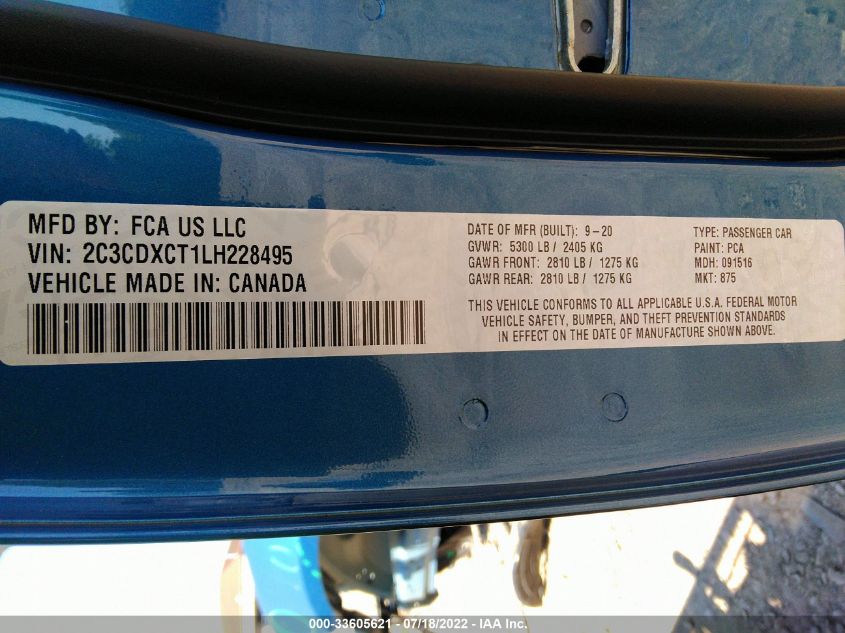 MFD BY: FCA US LLC
VIN: 2C3CDXCT1LH228495
VEHICLE MADE IN: CANADA
DATE OF MFR (BUILT): 9-20
GVWR: 5300 LB / 2405 KG
GAWR FRONT: 2810 LB / 1275 KG
GAWR REAR: 2810 LB / 1275 KG
TYPE: PASSENGER CAR
PAINT: PCA
MDH: 091516
MKT: 875
THIS VEHICLE CONFORMS TO ALL APPLICABLE U.S.A. FEDERAL MOTOR
VEHICLE SAFETY, BUMPER, AND THEFT PREVENTION STANDARDS
IN EFFECT ON THE DATE OF MANUFACTURE SHOWN ABOVE.
000-33605621 - 07/18/2022 - IAA Inc.